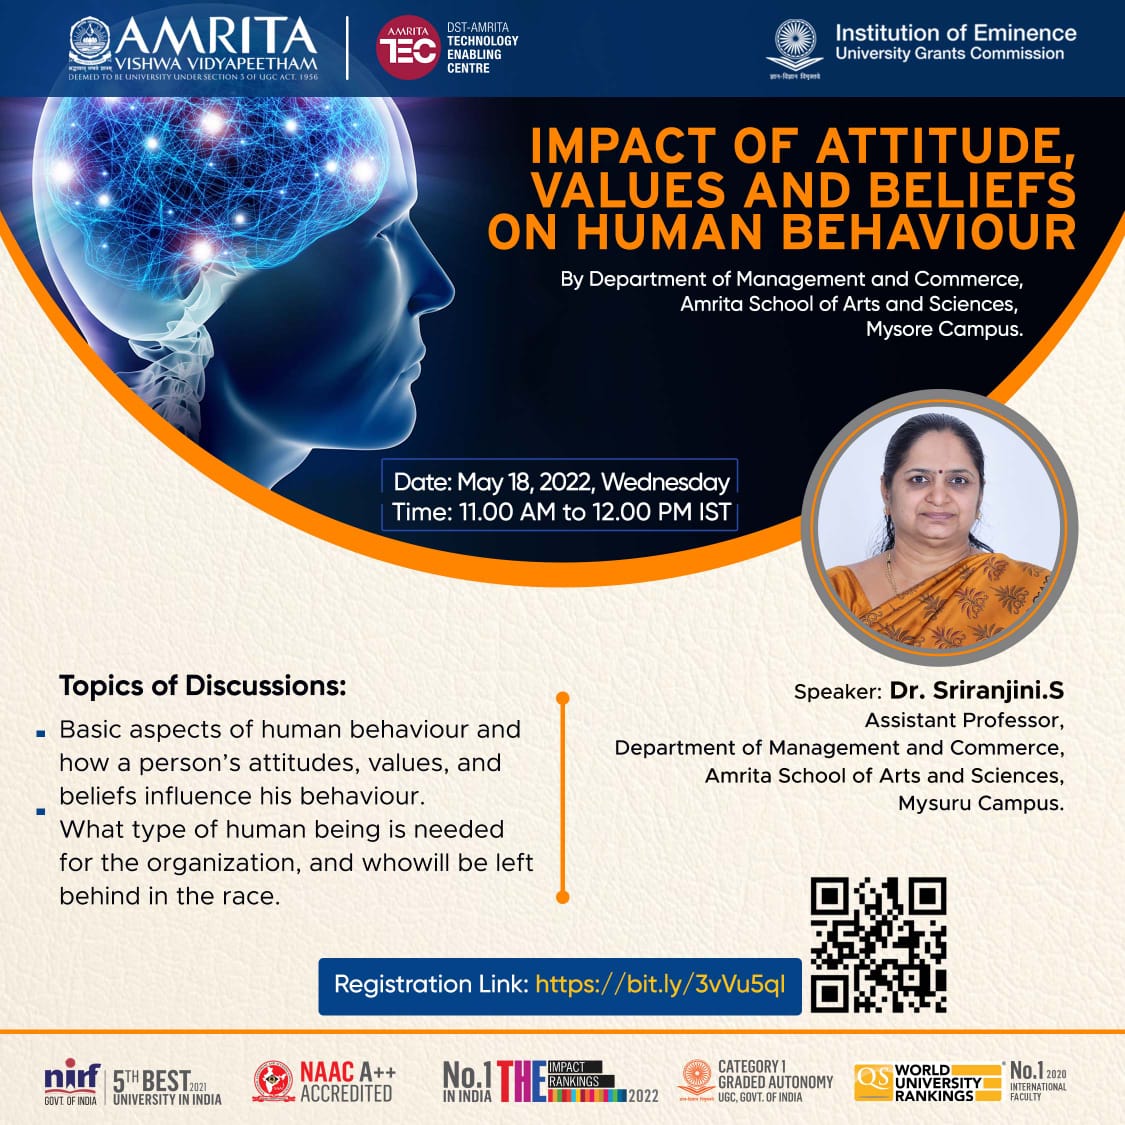 AMRITA
VISHWA VIDYAPEETHAM
DEEMED TO BE UNIVERSITY UNDER SECTION 3 OF UGC ACT. 1956
AMRITA
TEC
DST-AMRITA
TECHNOLOGY
ENABLING
CENTRE
ज्ञान-विज्ञान विमुक्तये
Institution of Eminence
University Grants Commission
IMPACT OF ATTITUDE,
VALUES AND BELIEFS
ON HUMAN BEHAVIOUR
By Department of Management and Commerce,
Amrita School of Arts and Sciences,
Mysore Campus.
Date: May 18, 2022, Wednesday
Time: 11.00 AM to 12.00 PM IST
Topics of Discussions:
Basic aspects of human behaviour and
how a person's attitudes, values, and
beliefs influence his behaviour.
What type of human being is needed
for the organization, and whowill be left
behind in the race.
Speaker: Dr. Sriranjini.S
Assistant Professor,
Department of Management and Commerce,
Amrita School of Arts and Sciences,
Mysuru Campus.
Registration Link: https://bit.ly/3vVu5ql
nirf
GOVT. OF INDIA
5TH BEST 2021
UNIVERSITY IN INDIA
NAAC A++
ACCREDITED
No.1
IN INDIA
THE
IMPACT
RANKINGS
2022
CATEGORY 1
GRADED AUTONOMY
UGC, GOVT. OF INDIA
QS WORLD
UNIVERSITY
RANKINGS
No.1 2020
INTERNATIONAL
FACULTY